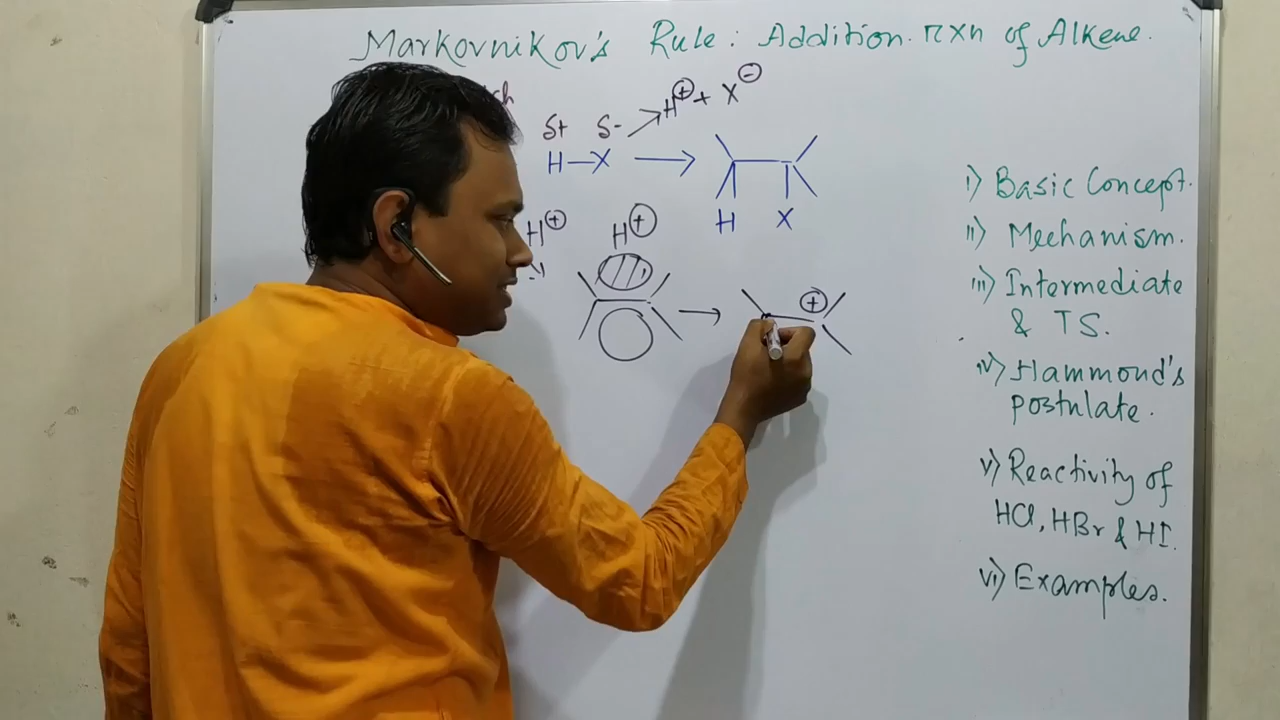 Markovnikov's Rule: Addition rxn of Alkene.
H⊕ + X⊖
δ+ δ-
H—X → H X
H⊕ H⊕
⊕
i) Basic Concept.
ii) Mechanism.
iii) Intermediate
& TS.
iv) Hammond's
postulate.
v) Reactivity of
HCl, HBr & HI.
vi) Examples.